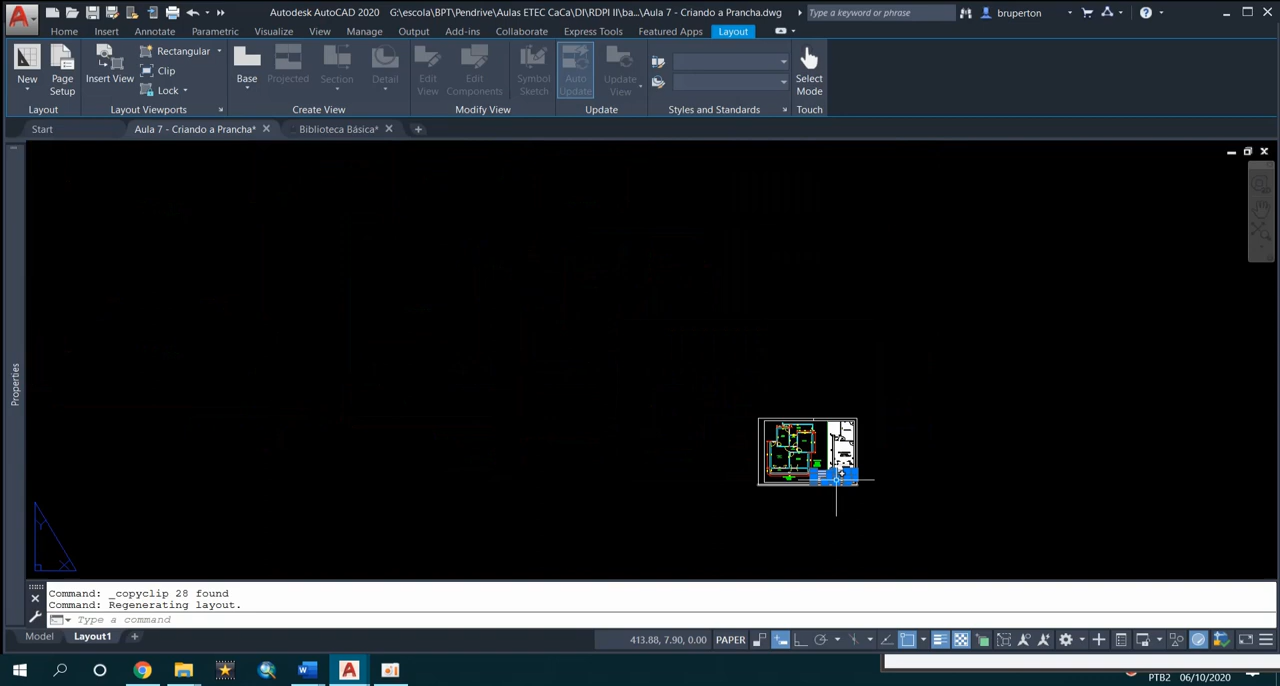 Autodesk AutoCAD 2020 G:\escola\BPT\Pendrive\Aulas ETEC CaCa\DI\RDPI II\ba...\Aula 7 - Criando a Prancha.dwg
Type a keyword or phrase
bruperton
Home Insert Annotate Parametric Visualize View Manage Output Add-ins Collaborate Express Tools Featured Apps Layout
New
Page Setup
Layout
Insert View
Rectangular
Clip
Lock
Layout Viewports
Base
Projected
Section
Detail
Create View
Edit View
Edit Components
Symbol Sketch
Modify View
Auto Update
Update View
Update
Styles and Standards
Select Mode
Touch
Start
Aula 7 - Criando a Prancha*
Biblioteca Básica*
Properties
Y
X
Command: _copyclip 28 found
Command: Regenerating layout.
Type a command
Model
Layout1
413.88, 7.90, 0.00 PAPER
PTB2 06/10/2020